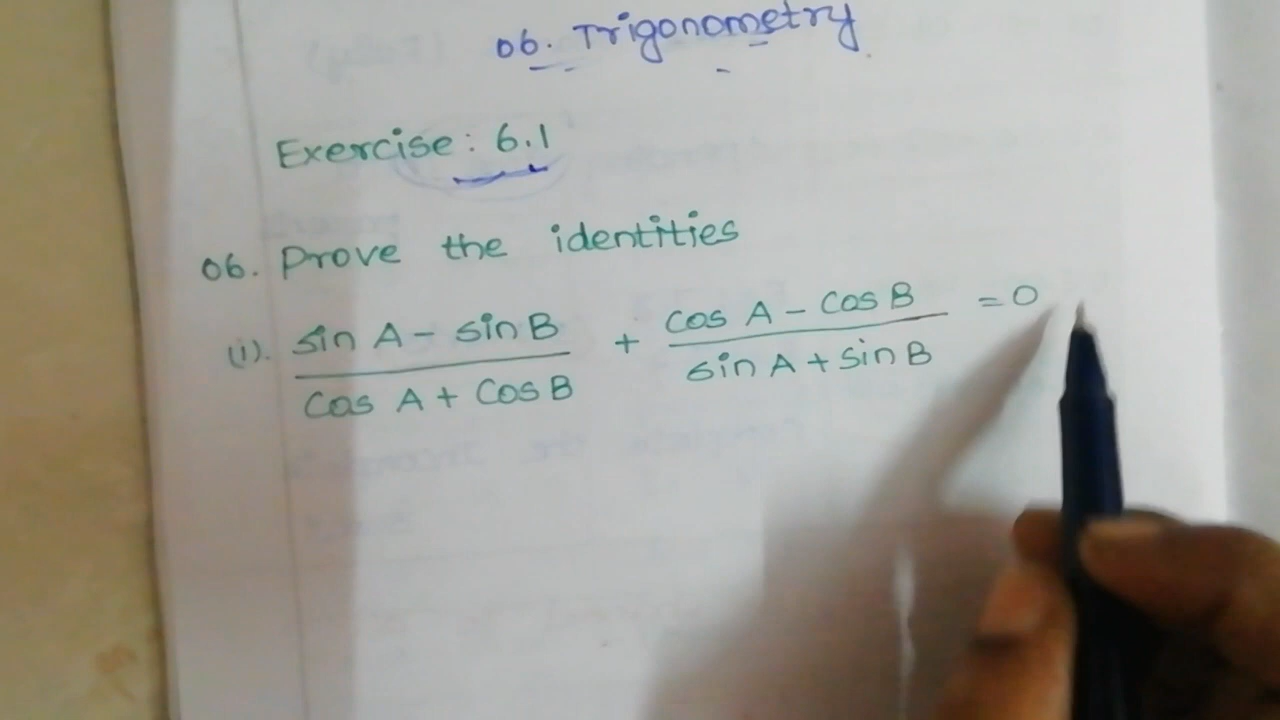 06. Trigonometry
Exercise: 6.1
06. Prove the identities
(i). sin A - sin B / cos A + cos B + cos A - cos B / sin A + sin B = 0